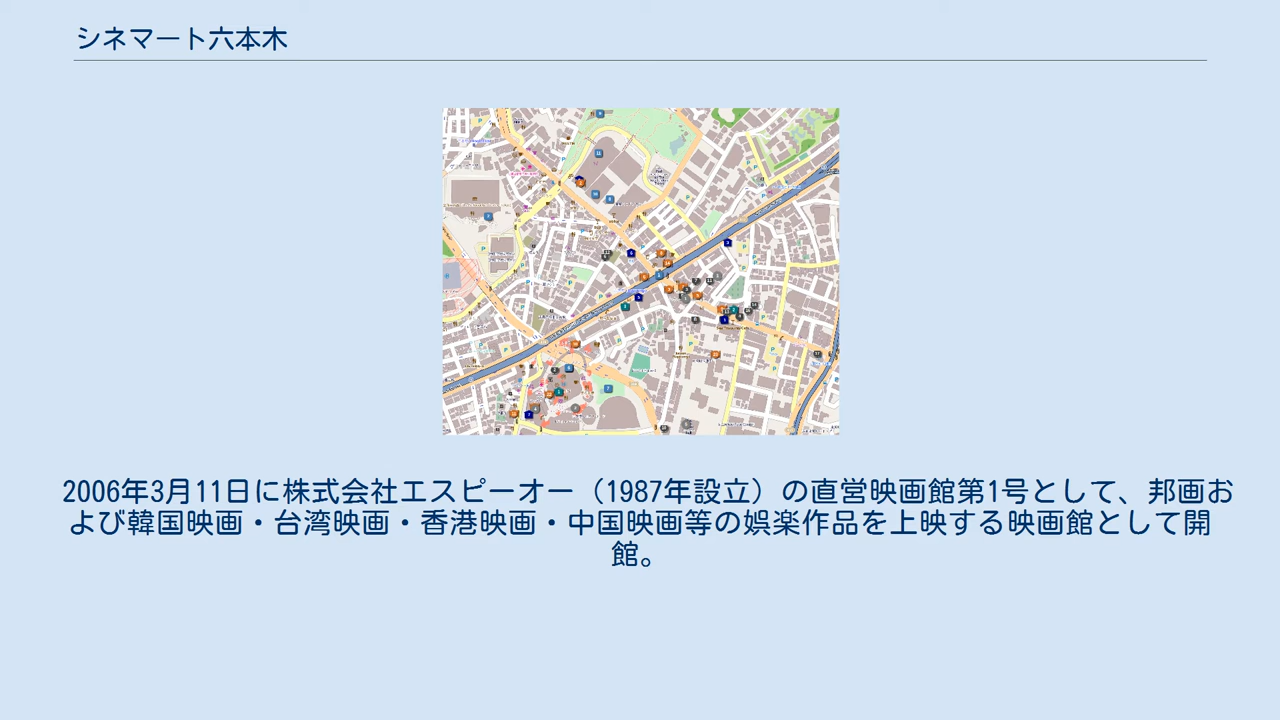 シネマート六本木
2006年3月11日に株式会社エスピーオー（1987年設立）の直営映画館第1号として、邦画お
よび韓国映画・台湾映画・香港映画・中国映画等の娯楽作品を上映する映画館として開
館。